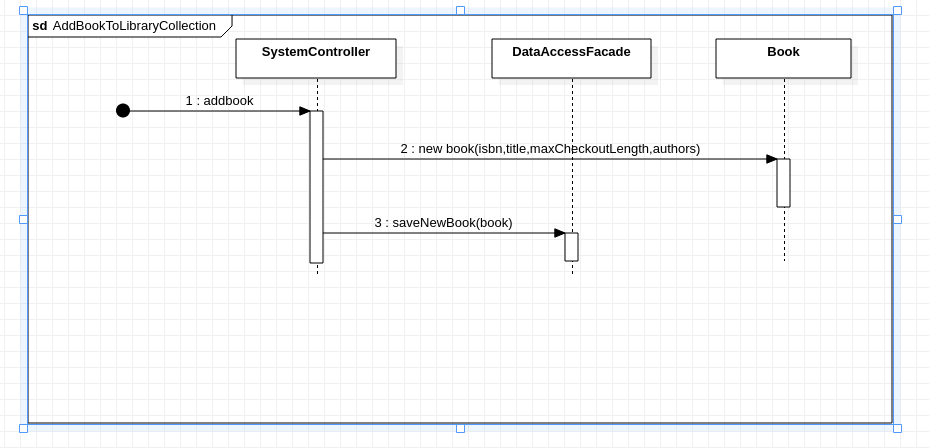 sd AddBookToLibraryCollection
SystemController
DataAccessFacade
Book
1 : addbook
2 : new book(isbn,title,maxCheckoutLength,authors)
3 : saveNewBook(book)